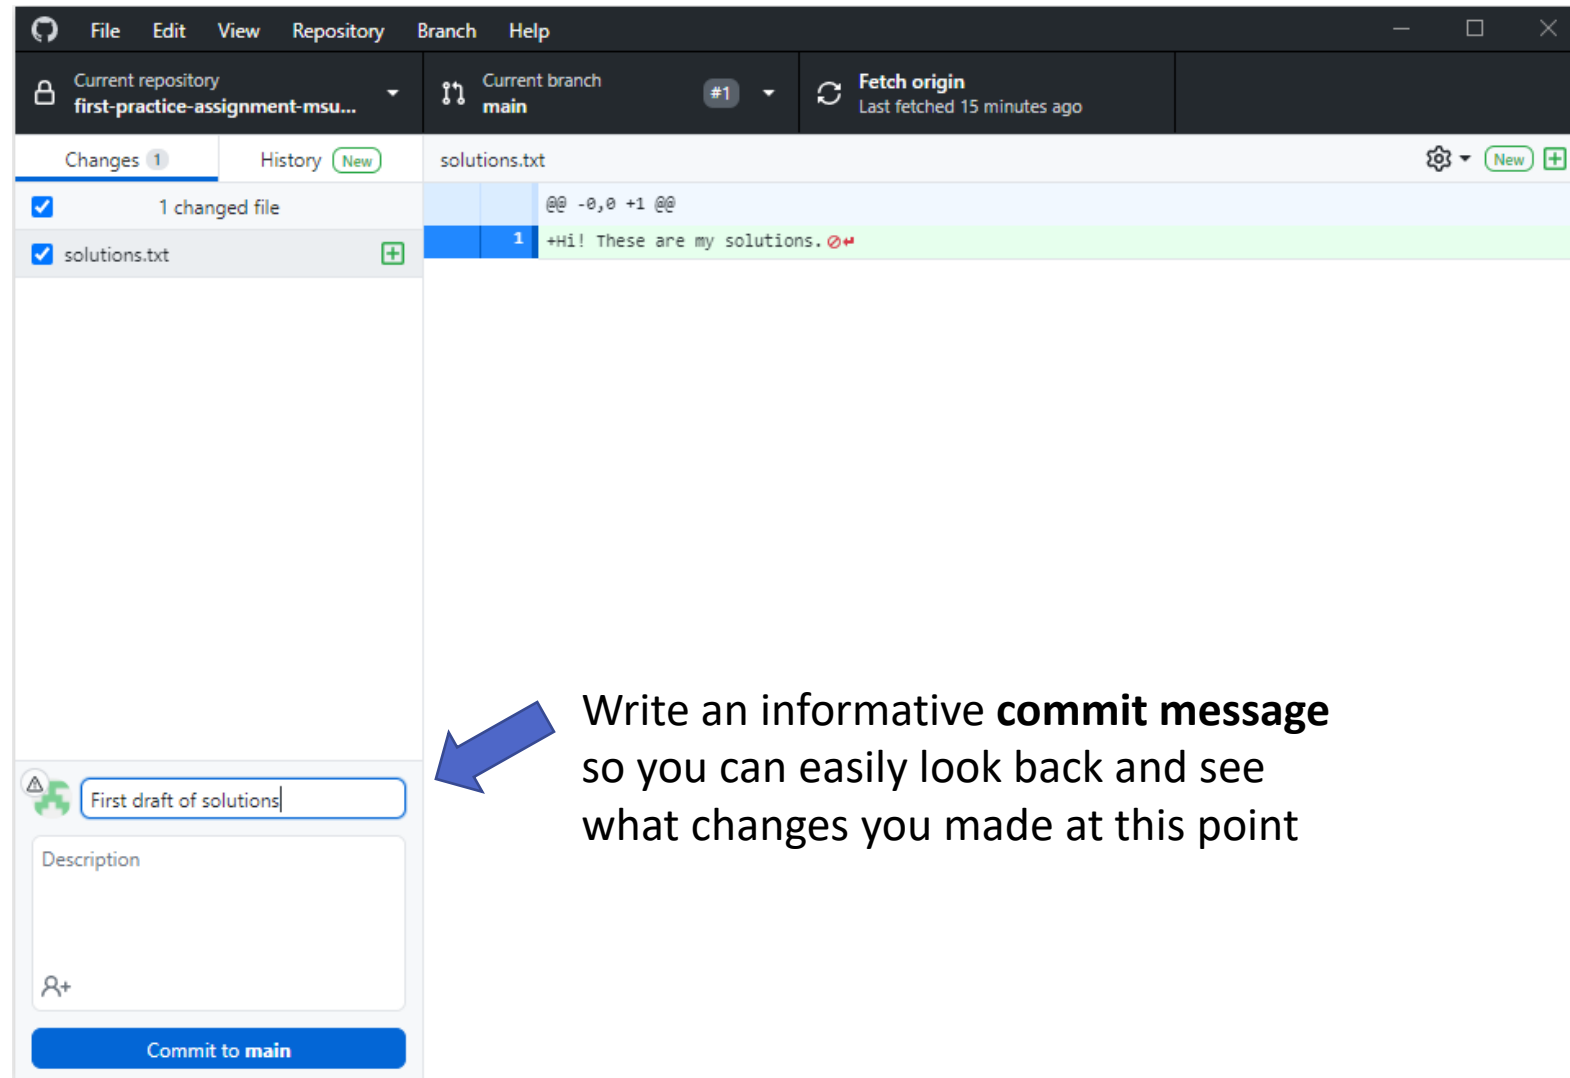 File Edit View Repository Branch Help
Current repository
first-practice-assignment-msu...
Current branch
main
#1
Fetch origin
Last fetched 15 minutes ago
Changes 1
History New
solutions.txt
New
1 changed file
@@ -0,0 +1 @@
solutions.txt
1 +Hi! These are my solutions.
Write an informative commit message
so you can easily look back and see
what changes you made at this point
First draft of solutions
Description
Commit to main